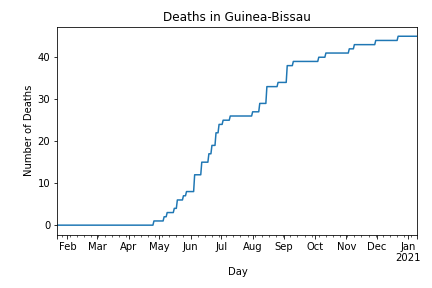 Deaths in Guinea-Bissau
Number of Deaths
40
30
20
10
0
Feb Mar Apr May Jun Jul Aug Sep Oct Nov Dec Jan
2021
Day